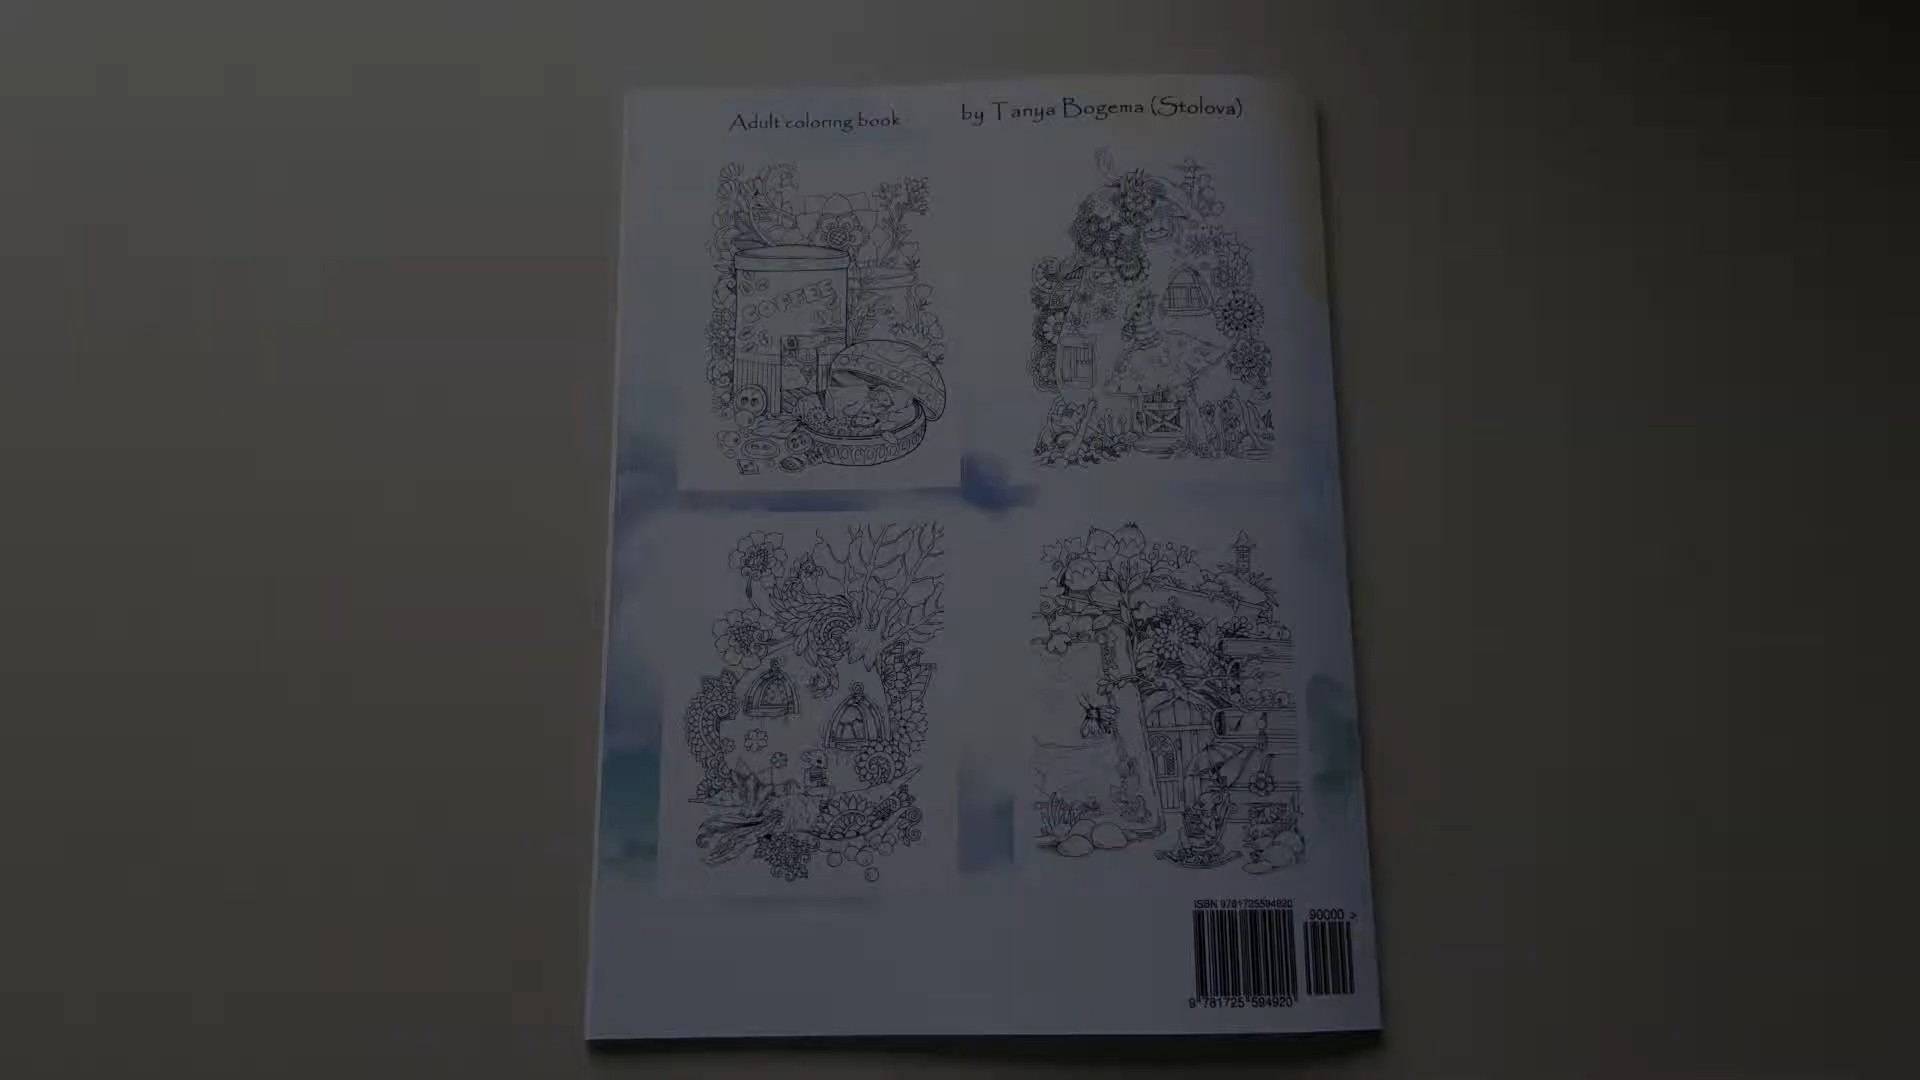 Adult coloring book
by Tanya Bogema (Stolova)
COFFEE
ISBN 9781725594920
90000 >
9 781725 594920